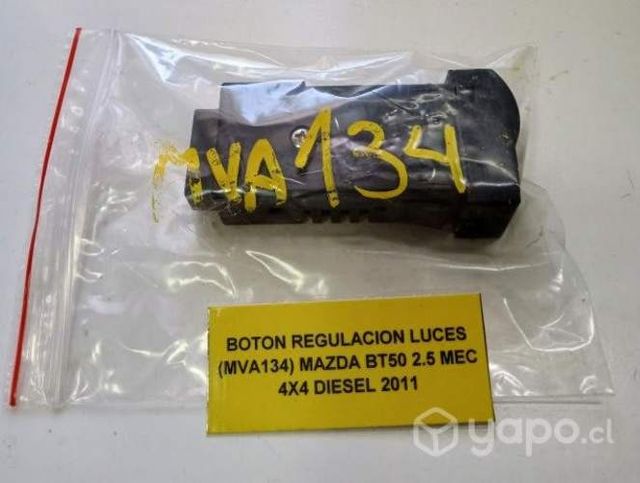 MVA134
BOTON REGULACION LUCES
(MVA134) MAZDA BT50 2.5 MEC
4X4 DIESEL 2011
yapo.cl